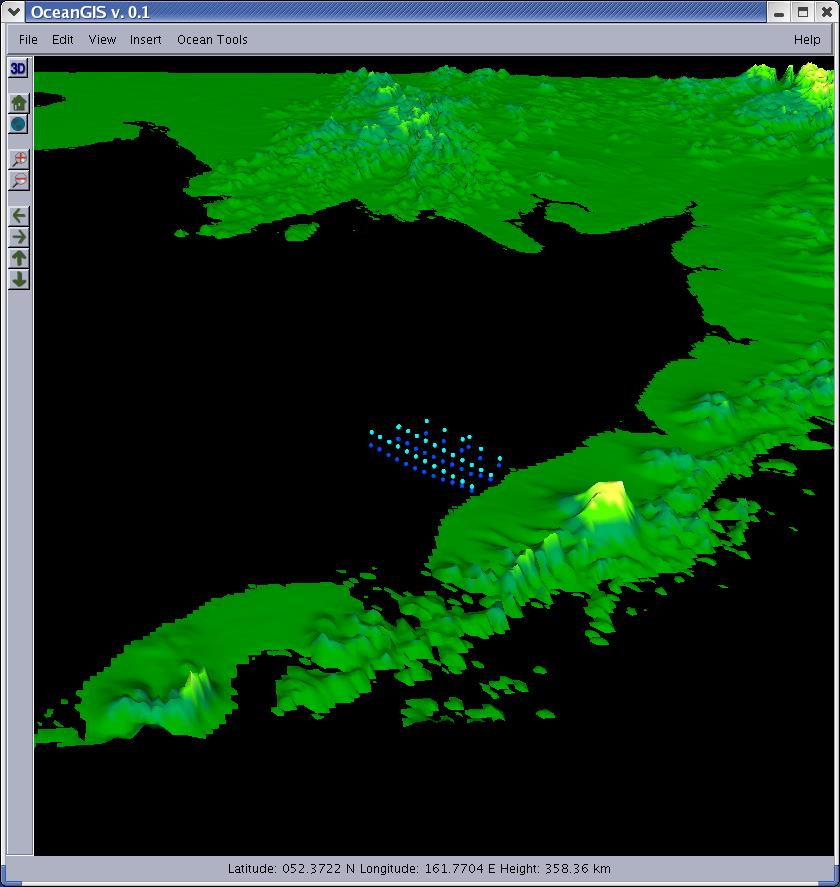 OceanGIS v. 0.1
File Edit View Insert Ocean Tools Help
3D
Latitude: 052.3722 N Longitude: 161.7704 E Height: 358.36 km